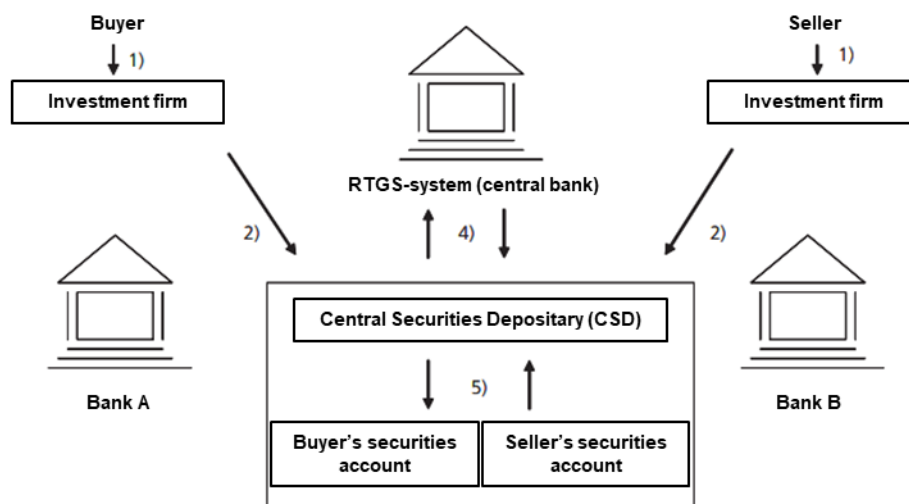 Buyer
1)
Investment firm
Seller
1)
Investment firm
RTGS-system (central bank)
2)
4)
2)
Central Securities Depositary (CSD)
5)
Bank A
Bank B
Buyer's securities
account
Seller's securities
account